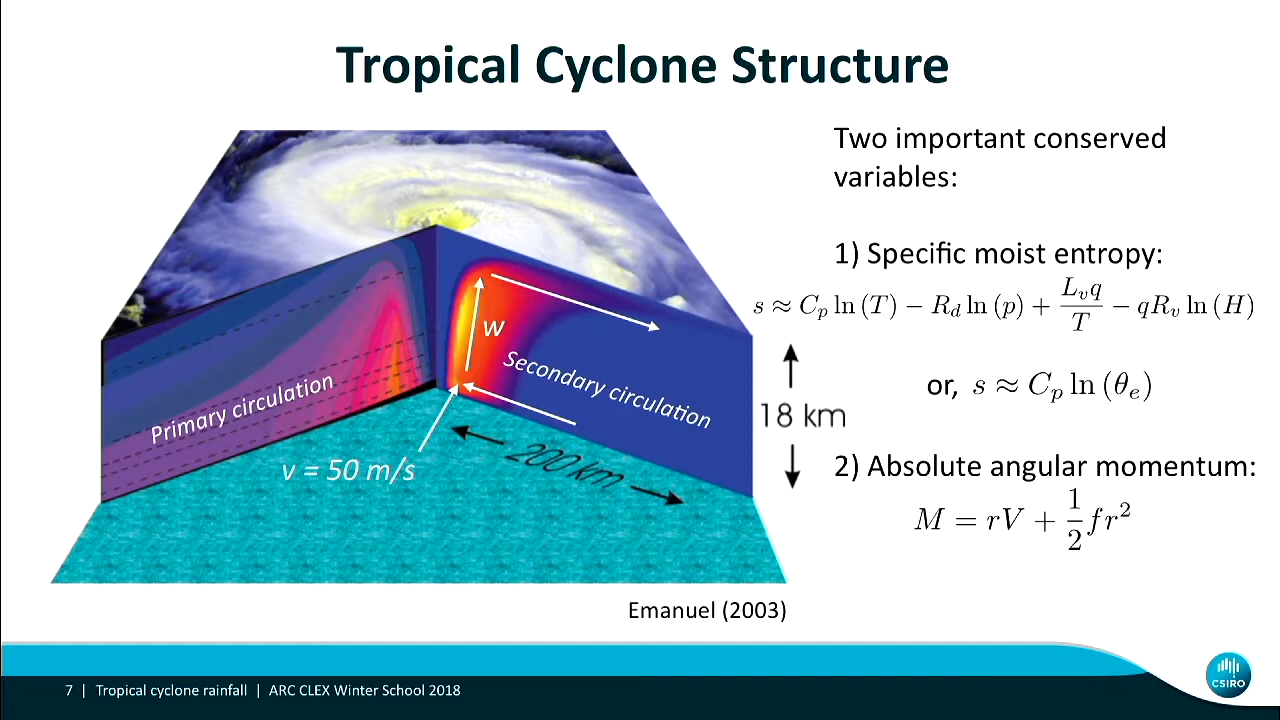 Tropical Cyclone Structure
Two important conserved
variables:
1) Specific moist entropy:
s ≈ C_p ln (T) − R_d ln (p) + L_v q / T − qR_v ln (H)
or, s ≈ C_p ln (θ_e)
2) Absolute angular momentum:
M = rV + 1/2 fr²
w
Primary circulation
Secondary circulation
v = 50 m/s
200 km
18 km
Emanuel (2003)
7 | Tropical cyclone rainfall | ARC CLEX Winter School 2018
CSIRO